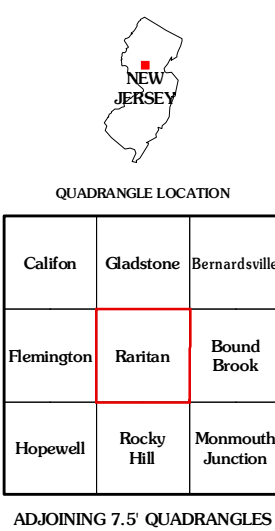 NEW
JERSEY
QUADRANGLE LOCATION
Califon Gladstone Bernardsville
Flemington Raritan Bound
Brook
Hopewell Rocky
Hill Monmouth
Junction
ADJOINING 7.5' QUADRANGLES